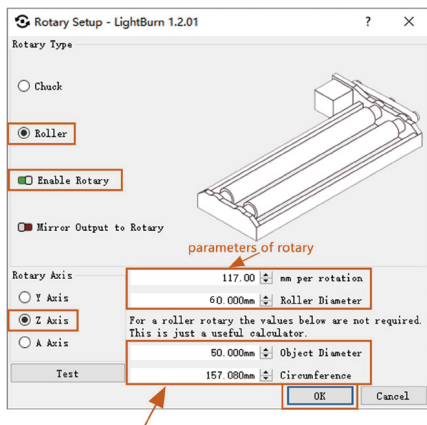 Rotary Setup - LightBurn 1.2.01 ? ×
Rotary Type
Chuck
Roller
Enable Rotary
Mirror Output to Rotary
parameters of rotary
Rotary Axis
117.00 mm per rotation
Y Axis
60.000mm Roller Diameter
Z Axis
For a roller rotary the values below are not required.
This is just a useful calculator.
A Axis
50.000mm Object Diameter
Test
157.080mm Circumference
OK Cancel